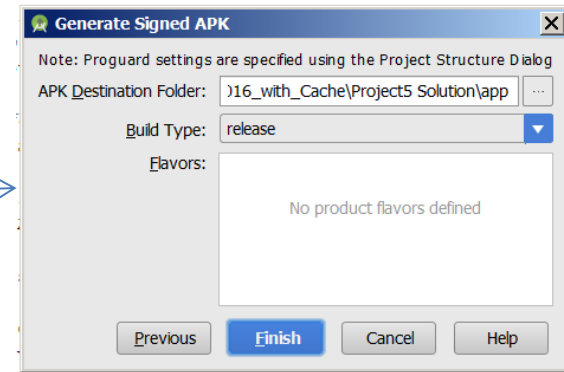 Generate Signed APK
Note: Proguard settings are specified using the Project Structure Dialog
APK Destination Folder: 016_with_Cache\Project5 Solution\app ...
Build Type: release
Flavors:
No product flavors defined
Previous Finish Cancel Help